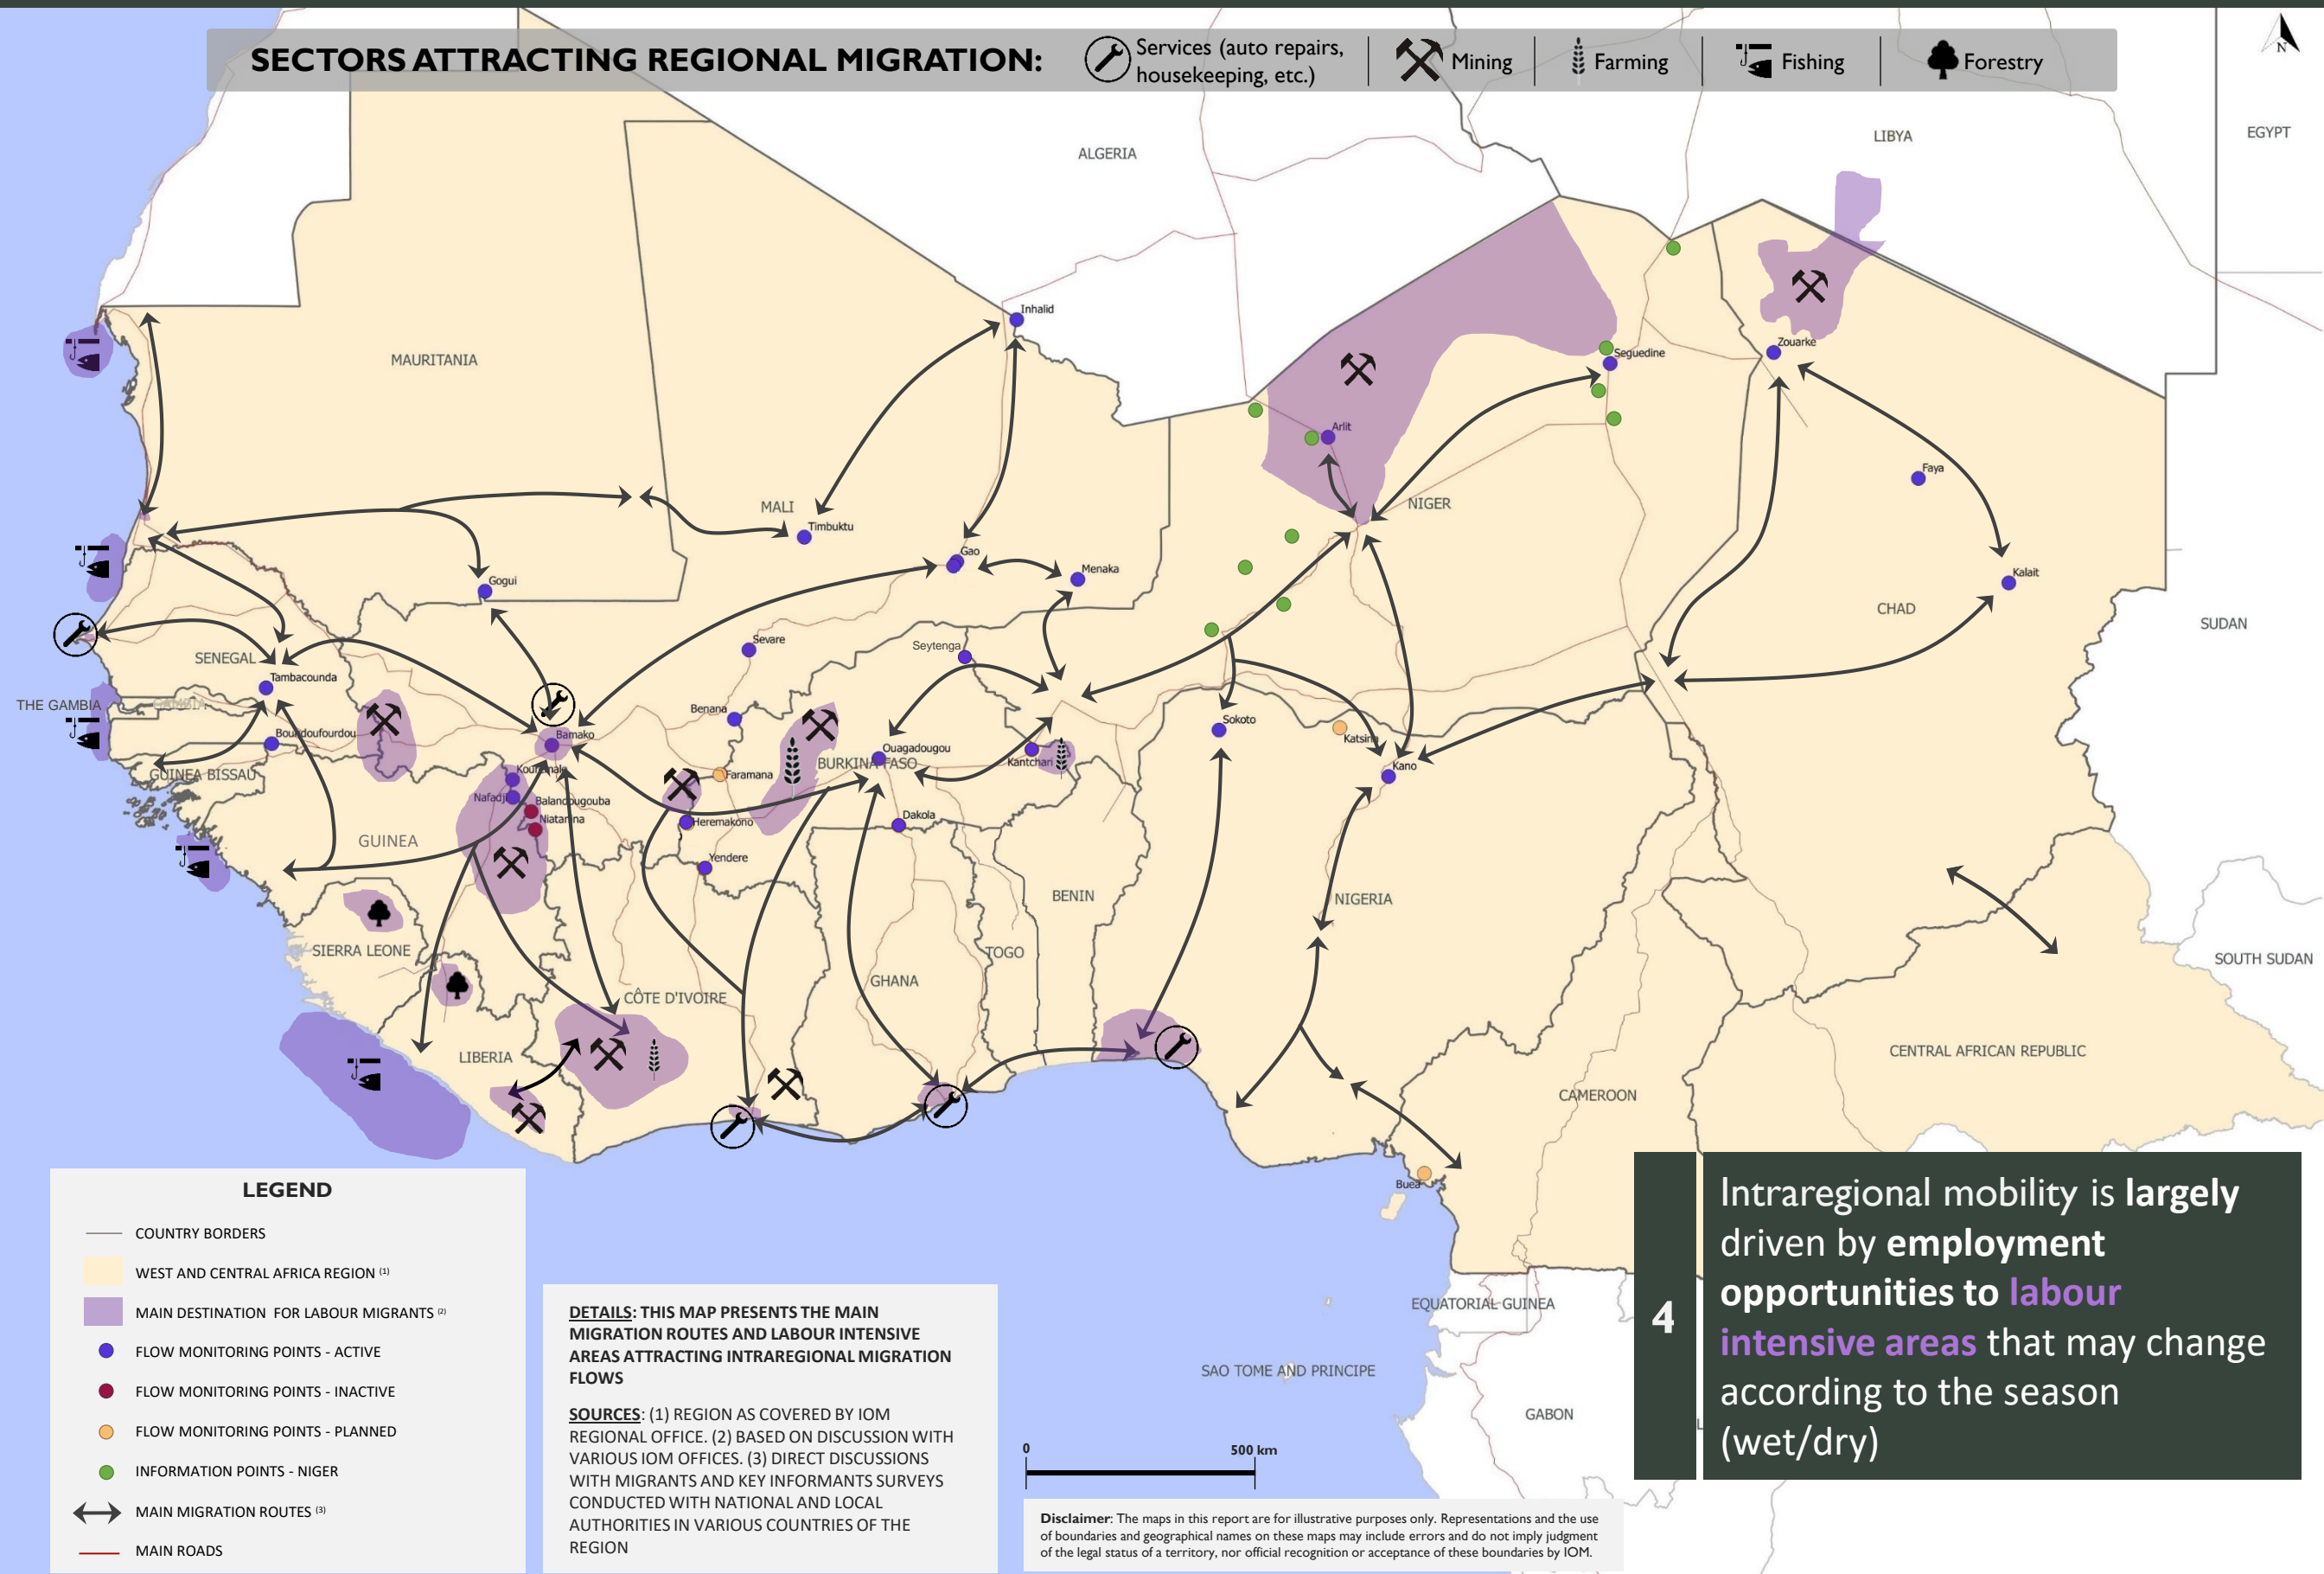 SECTORS ATTRACTING REGIONAL MIGRATION:
Services (auto repairs,
housekeeping, etc.)
Mining
Farming
Fishing
Forestry
N
ALGERIA
LIBYA
EGYPT
Inhalid
MAURITANIA
Seguedine
Zouarke
Arlit
Faya
MALI
NIGER
Timbuktu
Gao
Menaka
Gogui
Kalait
CHAD
SUDAN
Sevare
Seytenga
SENEGAL
Tambacounda
THE GAMBIA
GAMBIA
Benana
Sokoto
Katsina
Boundoufourdou
Bamako
Ouagadougou
BURKINA FASO
Kantchari
Kano
GUINEA BISSAU
Kouremale
Faramana
Nafadji
Balandougouba
Niatanina
Heremakono
Dakola
GUINEA
Yendere
BENIN
NIGERIA
SIERRA LEONE
TOGO
SOUTH SUDAN
GHANA
CÔTE D'IVOIRE
LIBERIA
CENTRAL AFRICAN REPUBLIC
CAMEROON
Buea
EQUATORIAL GUINEA
SAO TOME AND PRINCIPE
GABON
LEGEND
COUNTRY BORDERS
WEST AND CENTRAL AFRICA REGION (1)
MAIN DESTINATION FOR LABOUR MIGRANTS (2)
FLOW MONITORING POINTS - ACTIVE
FLOW MONITORING POINTS - INACTIVE
FLOW MONITORING POINTS - PLANNED
INFORMATION POINTS - NIGER
MAIN MIGRATION ROUTES (3)
MAIN ROADS
DETAILS: THIS MAP PRESENTS THE MAIN
MIGRATION ROUTES AND LABOUR INTENSIVE
AREAS ATTRACTING INTRAREGIONAL MIGRATION
FLOWS
SOURCES: (1) REGION AS COVERED BY IOM
REGIONAL OFFICE. (2) BASED ON DISCUSSION WITH
VARIOUS IOM OFFICES. (3) DIRECT DISCUSSIONS
WITH MIGRANTS AND KEY INFORMANTS SURVEYS
CONDUCTED WITH NATIONAL AND LOCAL
AUTHORITIES IN VARIOUS COUNTRIES OF THE
REGION
0 500 km
Disclaimer: The maps in this report are for illustrative purposes only. Representations and the use
of boundaries and geographical names on these maps may include errors and do not imply judgment
of the legal status of a territory, nor official recognition or acceptance of these boundaries by IOM.
4
Intraregional mobility is largely
driven by employment
opportunities to labour
intensive areas that may change
according to the season
(wet/dry)